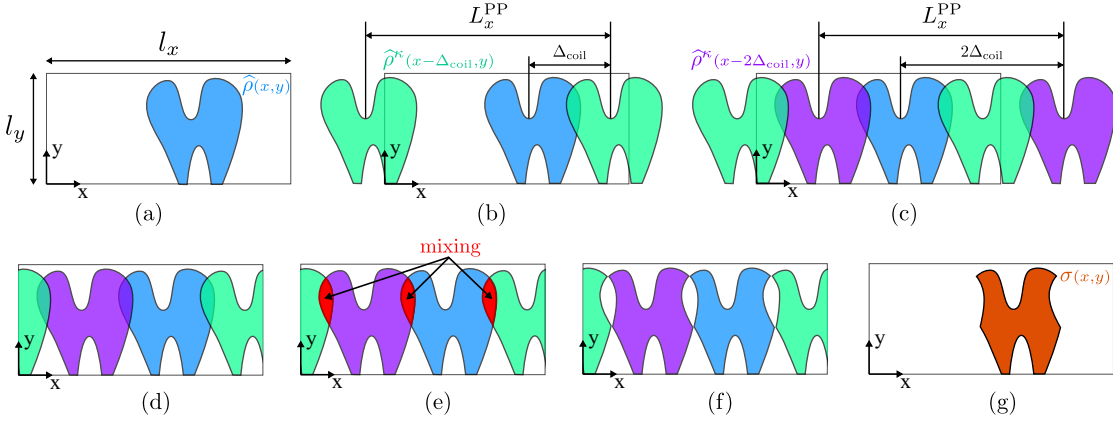 l_x
ρ̂(x,y)
l_y
y
x
(a)
L_x^PP
ρ̂^κ(x−Δ_coil,y)
Δ_coil
y
x
(b)
L_x^PP
ρ̂^κ(x−2Δ_coil,y)
2Δ_coil
y
x
(c)
y
x
(d)
mixing
y
x
(e)
y
x
(f)
σ(x,y)
y
x
(g)